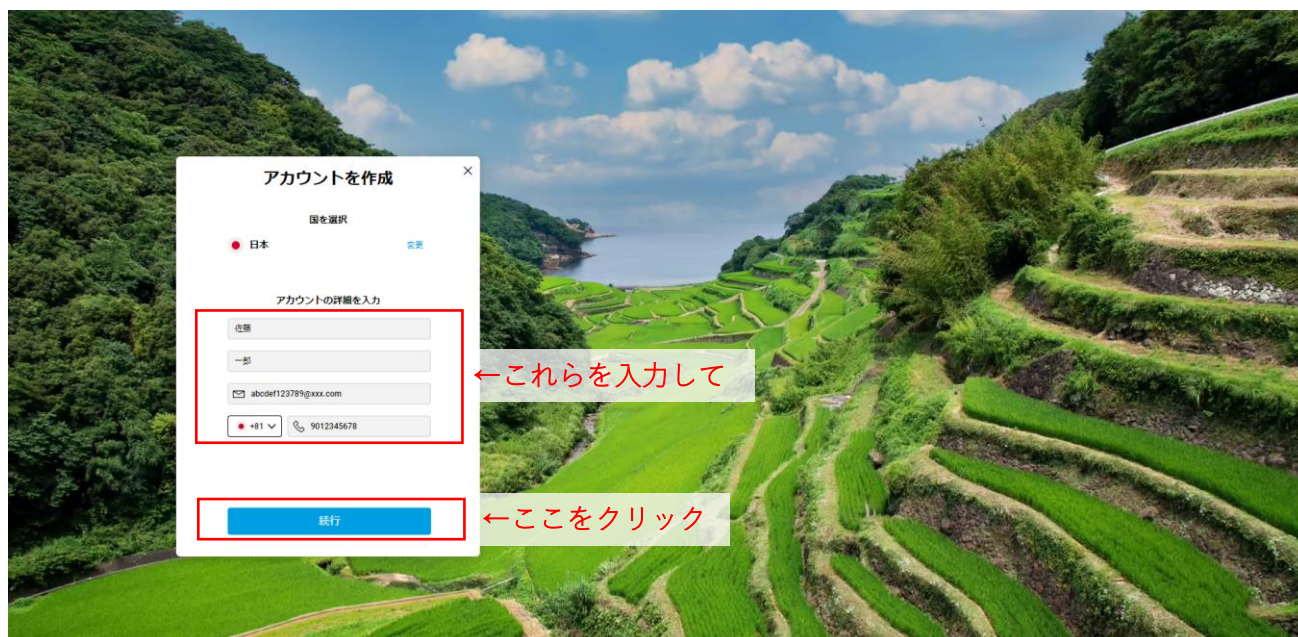 アカウントを作成
×
国を選択
日本 変更
アカウントの詳細を入力
佐藤
一郎
abcdef123789@xxx.com
+81 9012345678
続行
←これらを入力して
←ここをクリック